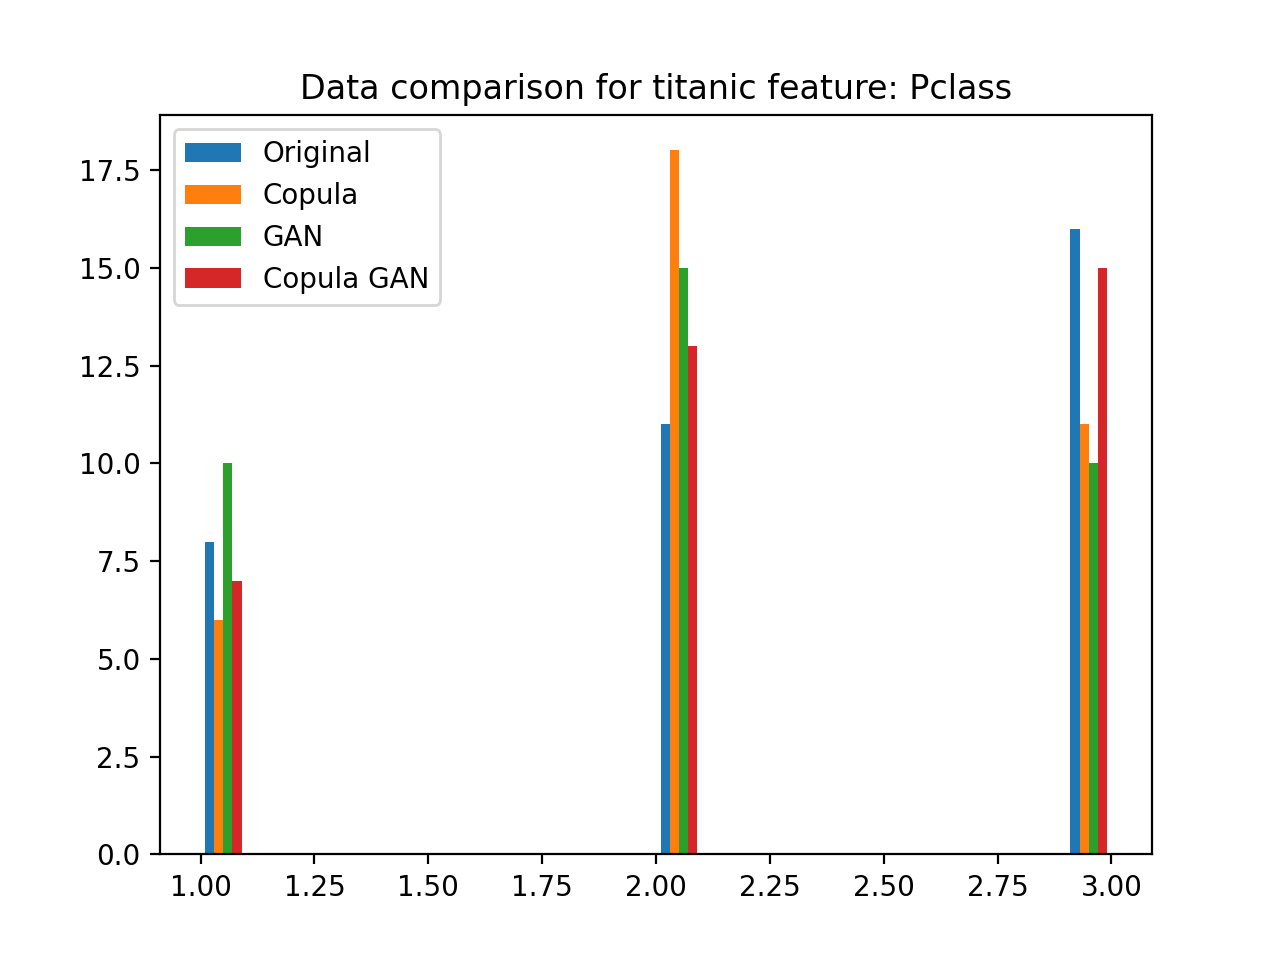 Data comparison for titanic feature: Pclass
Original
Copula
GAN
Copula GAN
17.5
15.0
12.5
10.0
7.5
5.0
2.5
0.0
1.00 1.25 1.50 1.75 2.00 2.25 2.50 2.75 3.00